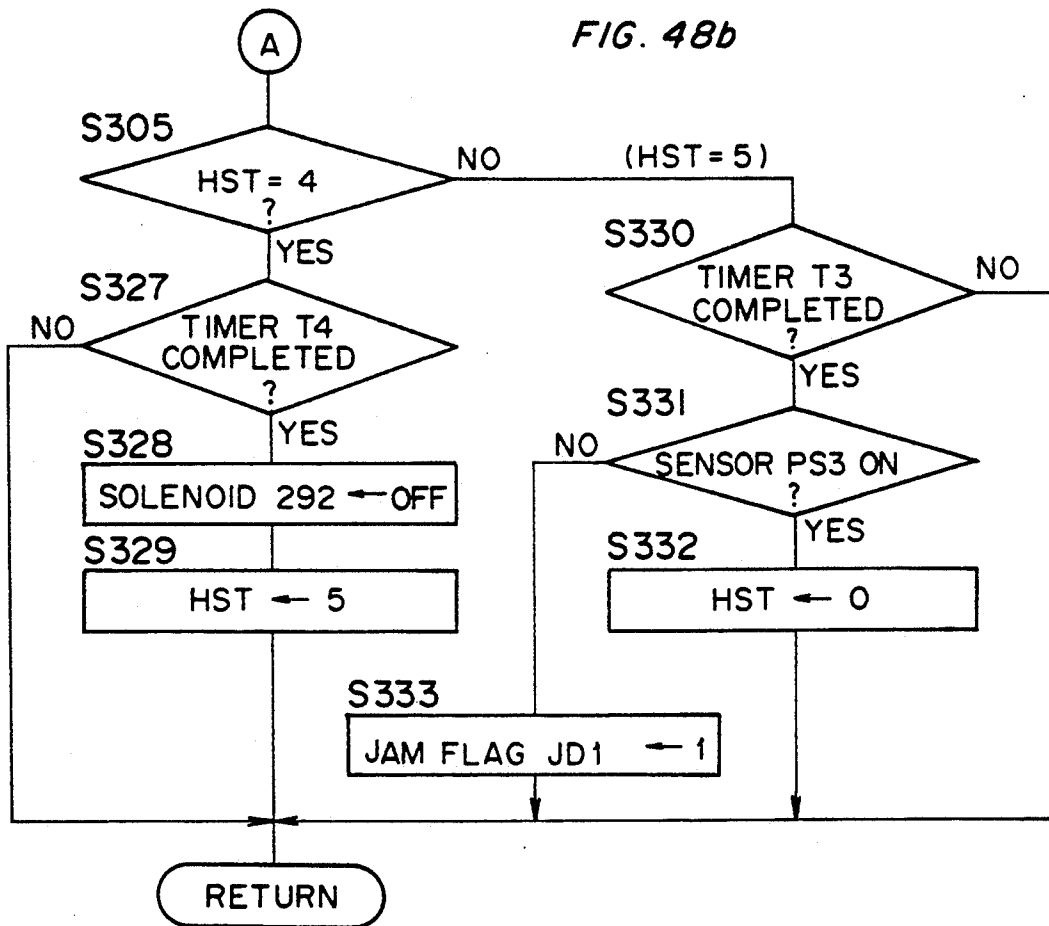 FIG. 48b
A
S305
HST = 4
?
NO
(HST = 5)
YES
S327
TIMER T4
COMPLETED
?
NO
YES
S328
SOLENOID 292 ← OFF
S329
HST ← 5
S330
TIMER T3
COMPLETED
?
NO
YES
S331
SENSOR PS3 ON
?
NO
YES
S332
HST ← 0
S333
JAM FLAG JD1 ← 1
RETURN